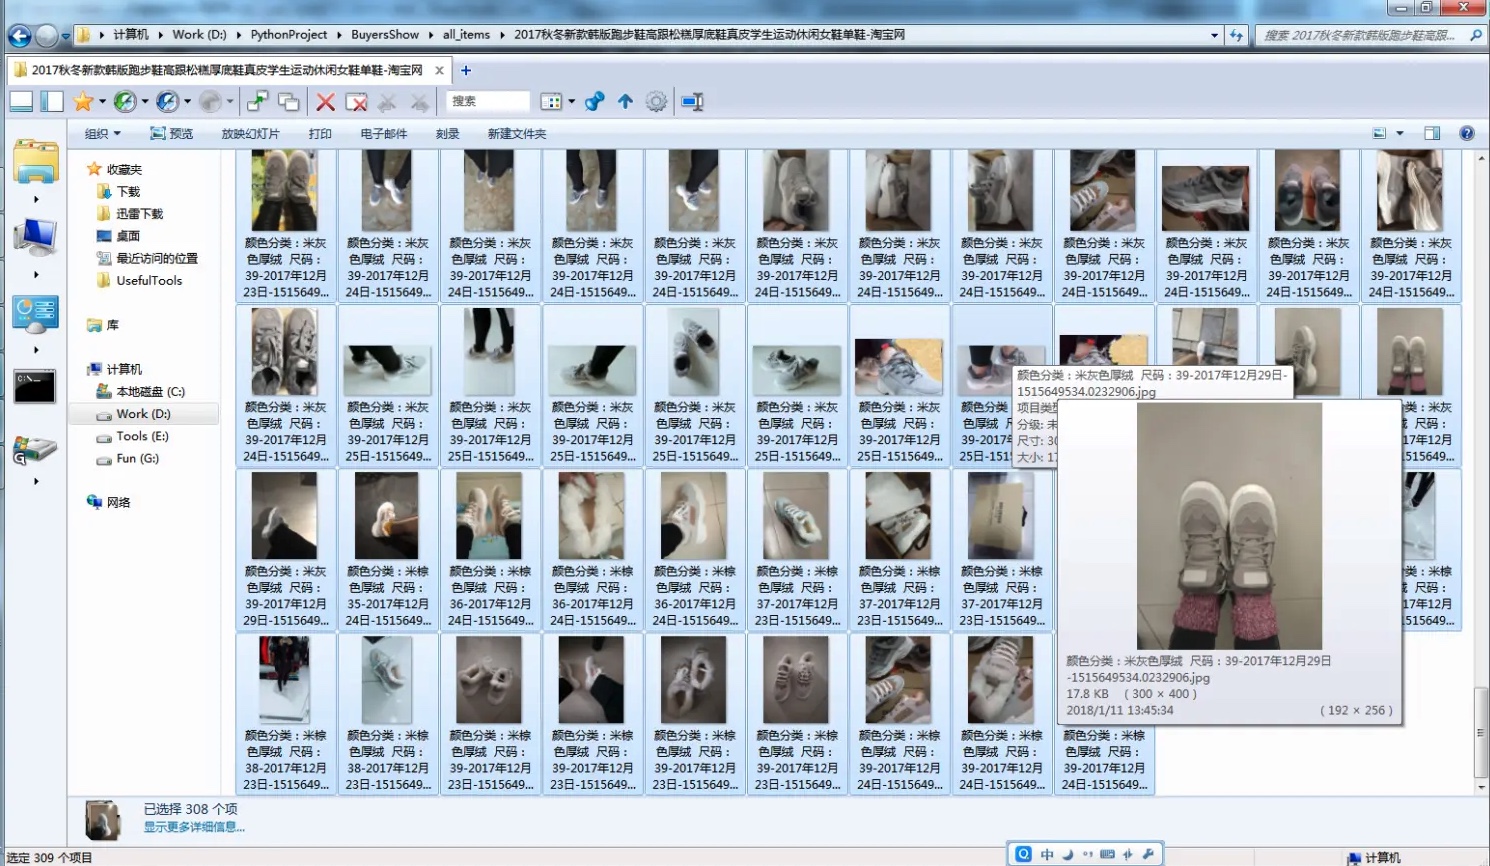 计算机 Work (D:) PythonProject BuyersShow all_items 2017秋冬新款韩版跑步鞋高跟松糕厚底鞋真皮学生运动休闲女鞋单鞋-淘宝网
搜索 2017秋冬新款韩版跑步鞋高跟松糕厚底鞋...
2017秋冬新款韩版跑步鞋高跟松糕厚底鞋真皮学生运动休闲女鞋单鞋-淘宝网
搜索
组织 预览 放映幻灯片 打印 电子邮件 刻录 新建文件夹
收藏夹
下载
迅雷下载
桌面
最近访问的位置
UsefulTools
库
计算机
本地磁盘 (C:)
Work (D:)
Tools (E:)
Fun (G:)
网络
颜色分类：米灰 颜色分类：米灰 颜色分类：米灰 颜色分类：米灰 颜色分类：米灰 颜色分类：米灰 颜色分类：米灰 颜色分类：米灰 颜色分类：米灰 颜色分类：米灰 颜色分类：米灰 颜色分类：米灰
色厚绒 尺码： 色厚绒 尺码： 色厚绒 尺码： 色厚绒 尺码： 色厚绒 尺码： 色厚绒 尺码： 色厚绒 尺码： 色厚绒 尺码： 色厚绒 尺码： 色厚绒 尺码： 色厚绒 尺码： 色厚绒 尺码：
39-2017年12月 39-2017年12月 39-2017年12月 39-2017年12月 39-2017年12月 39-2017年12月 39-2017年12月 39-2017年12月 39-2017年12月 39-2017年12月 39-2017年12月 39-2017年12月
23日-1515649... 24日-1515649... 24日-1515649... 24日-1515649... 24日-1515649... 24日-1515649... 24日-1515649... 24日-1515649... 24日-1515649... 24日-1515649... 24日-1515649... 24日-1515649...
颜色分类：米灰 颜色分类：米灰 颜色分类：米灰 颜色分类：米灰 颜色分类：米灰 颜色分类：米灰 颜色分类：米灰 颜色分类 类：米灰
色厚绒 尺码： 色厚绒 尺码： 色厚绒 尺码： 色厚绒 尺码： 色厚绒 尺码： 色厚绒 尺码： 色厚绒 尺码： 色厚绒 尺码：
39-2017年12月 39-2017年12月 39-2017年12月 39-2017年12月 39-2017年12月 39-2017年12月 39-2017年12月 39-2017年 17年12月
24日-1515649... 25日-1515649... 25日-1515649... 25日-1515649... 25日-1515649... 25日-1515649... 25日-1515649... 25日-151 515649...
颜色分类：米灰色厚绒 尺码：39-2017年12月29日-
1515649534.0232906.jpg
项目类型
分级: 未
尺寸: 30
大小: 17
颜色分类：米灰 颜色分类：米灰 颜色分类：米棕 颜色分类：米棕 颜色分类：米棕 颜色分类：米棕 颜色分类：米棕 颜色分类：米棕 类：米棕
色厚绒 尺码： 色厚绒 尺码： 色厚绒 尺码： 色厚绒 尺码： 色厚绒 尺码： 色厚绒 尺码： 色厚绒 尺码： 色厚绒 尺码： 尺码：
39-2017年12月 35-2017年12月 36-2017年12月 36-2017年12月 36-2017年12月 37-2017年12月 37-2017年12月 37-2017年12月 17年12月
29日-1515649... 24日-1515649... 24日-1515649... 24日-1515649... 24日-1515649... 23日-1515649... 23日-1515649... 23日-1515649... 515649...
颜色分类：米灰色厚绒 尺码：39-2017年12月29日
-1515649534.0232906.jpg
17.8 KB （ 300 × 400 ）
2018/1/11 13:45:34 （ 192 × 256 ）
颜色分类：米棕 颜色分类：米棕 颜色分类：米棕 颜色分类：米棕 颜色分类：米棕 颜色分类：米棕 颜色分类：米棕 颜色分类：米棕 颜色分类：米棕
色厚绒 尺码： 色厚绒 尺码： 色厚绒 尺码： 色厚绒 尺码： 色厚绒 尺码： 色厚绒 尺码： 色厚绒 尺码： 色厚绒 尺码： 色厚绒 尺码：
38-2017年12月 38-2017年12月 39-2017年12月 39-2017年12月 39-2017年12月 39-2017年12月 39-2017年12月 39-2017年12月 39-2017年12月
23日-1515649... 23日-1515649... 23日-1515649... 23日-1515649... 23日-1515649... 23日-1515649... 24日-1515649... 24日-1515649... 24日-1515649...
已选择 308 个项
显示更多详细信息...
选定 309 个项目
中
计算机